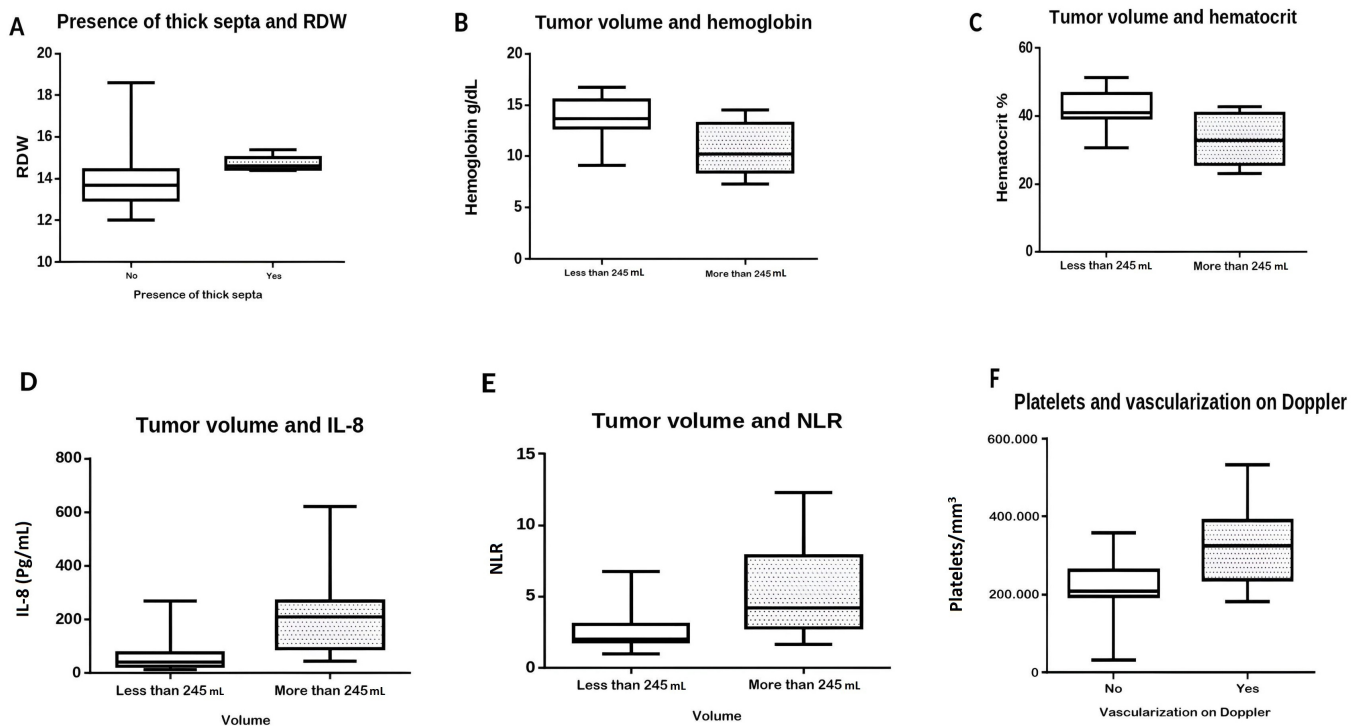 A
Presence of thick septa and RDW
20
18
16
14
12
10
RDW
No
Yes
Presence of thick septa
B
Tumor volume and hemoglobin
20
15
10
5
0
Hemoglobin g/dL
Less than 245 mL
More than 245 mL
C
Tumor volume and hematocrit
60
40
20
0
Hematocrit %
Less than 245 mL
More than 245 mL
D
Tumor volume and IL-8
800
600
400
200
0
IL-8 (Pg/mL)
Less than 245 mL
More than 245 mL
Volume
E
Tumor volume and NLR
15
10
5
0
NLR
Less than 245 mL
More than 245 mL
Volume
F
Platelets and vascularization on Doppler
600.000
400.000
200.000
0
Platelets/mm³
No
Yes
Vascularization on Doppler